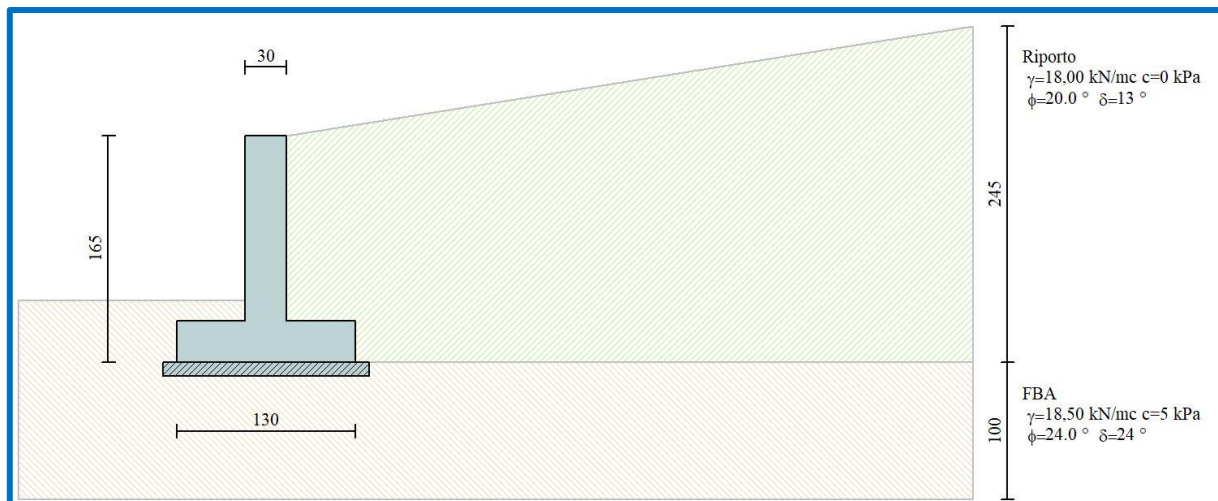 30
165
130
245
100
Riporto
γ=18,00 kN/mc c=0 kPa
ϕ=20.0 ° δ=13 °
FBA
γ=18,50 kN/mc c=5 kPa
ϕ=24.0 ° δ=24 °